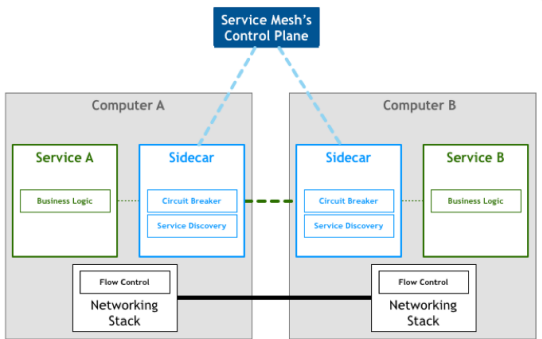 Service Mesh's
Control Plane
Computer A
Computer B
Service A
Sidecar
Sidecar
Service B
Business Logic
Circuit Breaker
Circuit Breaker
Business Logic
Service Discovery
Service Discovery
Flow Control
Flow Control
Networking
Stack
Networking
Stack